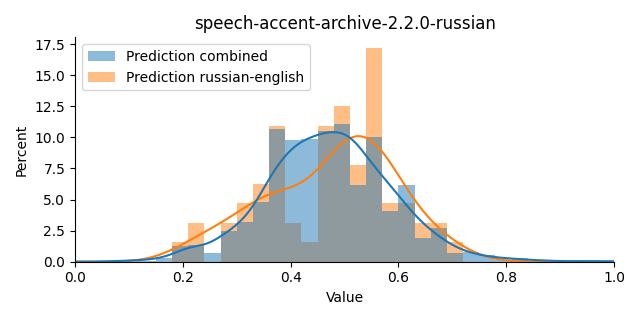 speech-accent-archive-2.2.0-russian
Prediction combined
Prediction russian-english
Percent
17.5
15.0
12.5
10.0
7.5
5.0
2.5
0.0
0.0 0.2 0.4 0.6 0.8 1.0
Value